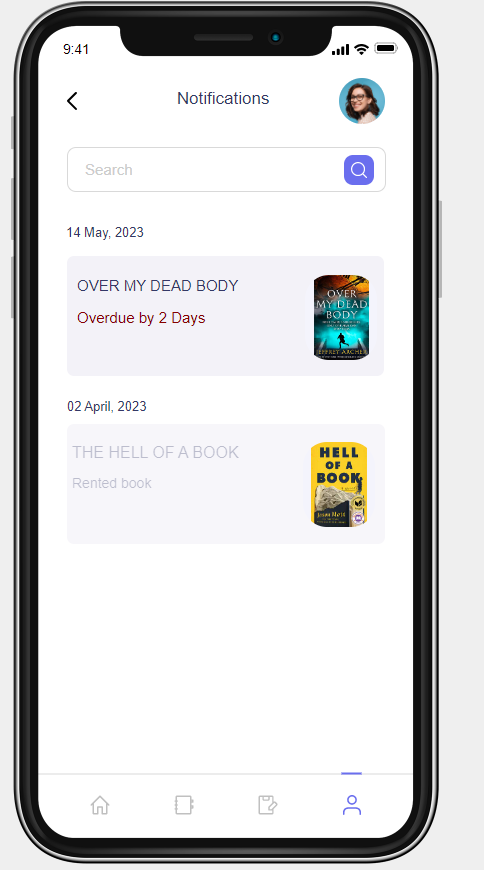 9:41
Notifications
Search
14 May, 2023
OVER MY DEAD BODY
Overdue by 2 Days
OVER
MY DEAD
BODY
JEFFREY ARCHER
02 April, 2023
THE HELL OF A BOOK
Rented book
HELL
OF A
BOOK
Jason Mott